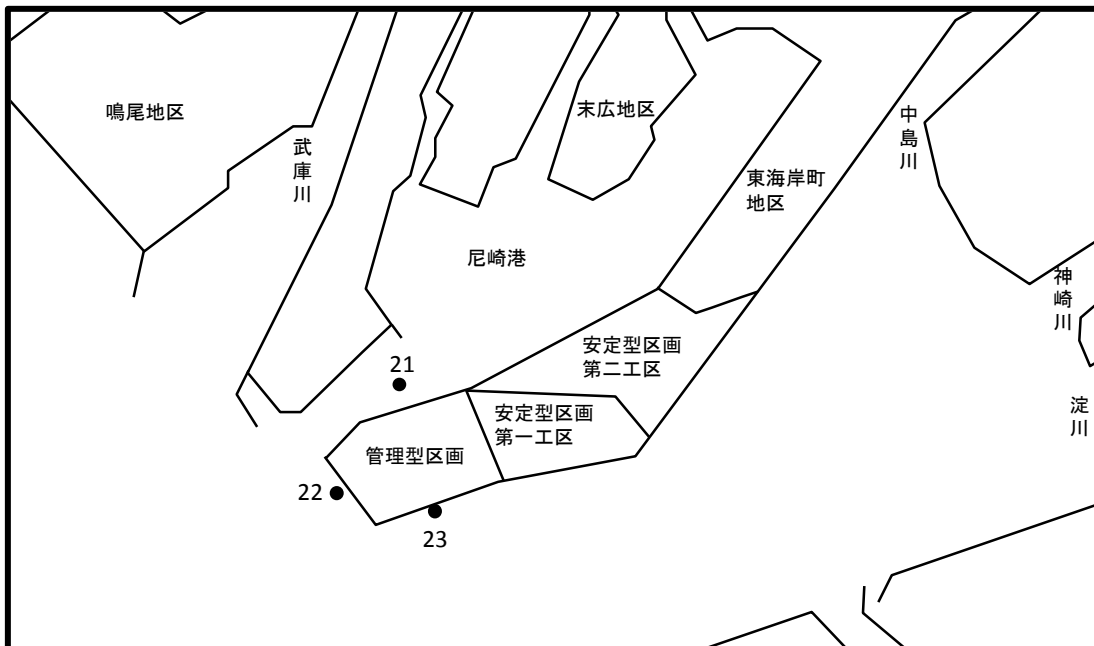 鳴尾地区
武庫川
末広地区
中島川
東海岸町
地区
尼崎港
神崎川
安定型区画
第二工区
21
安定型区画
第一工区
淀川
管理型区画
22
23